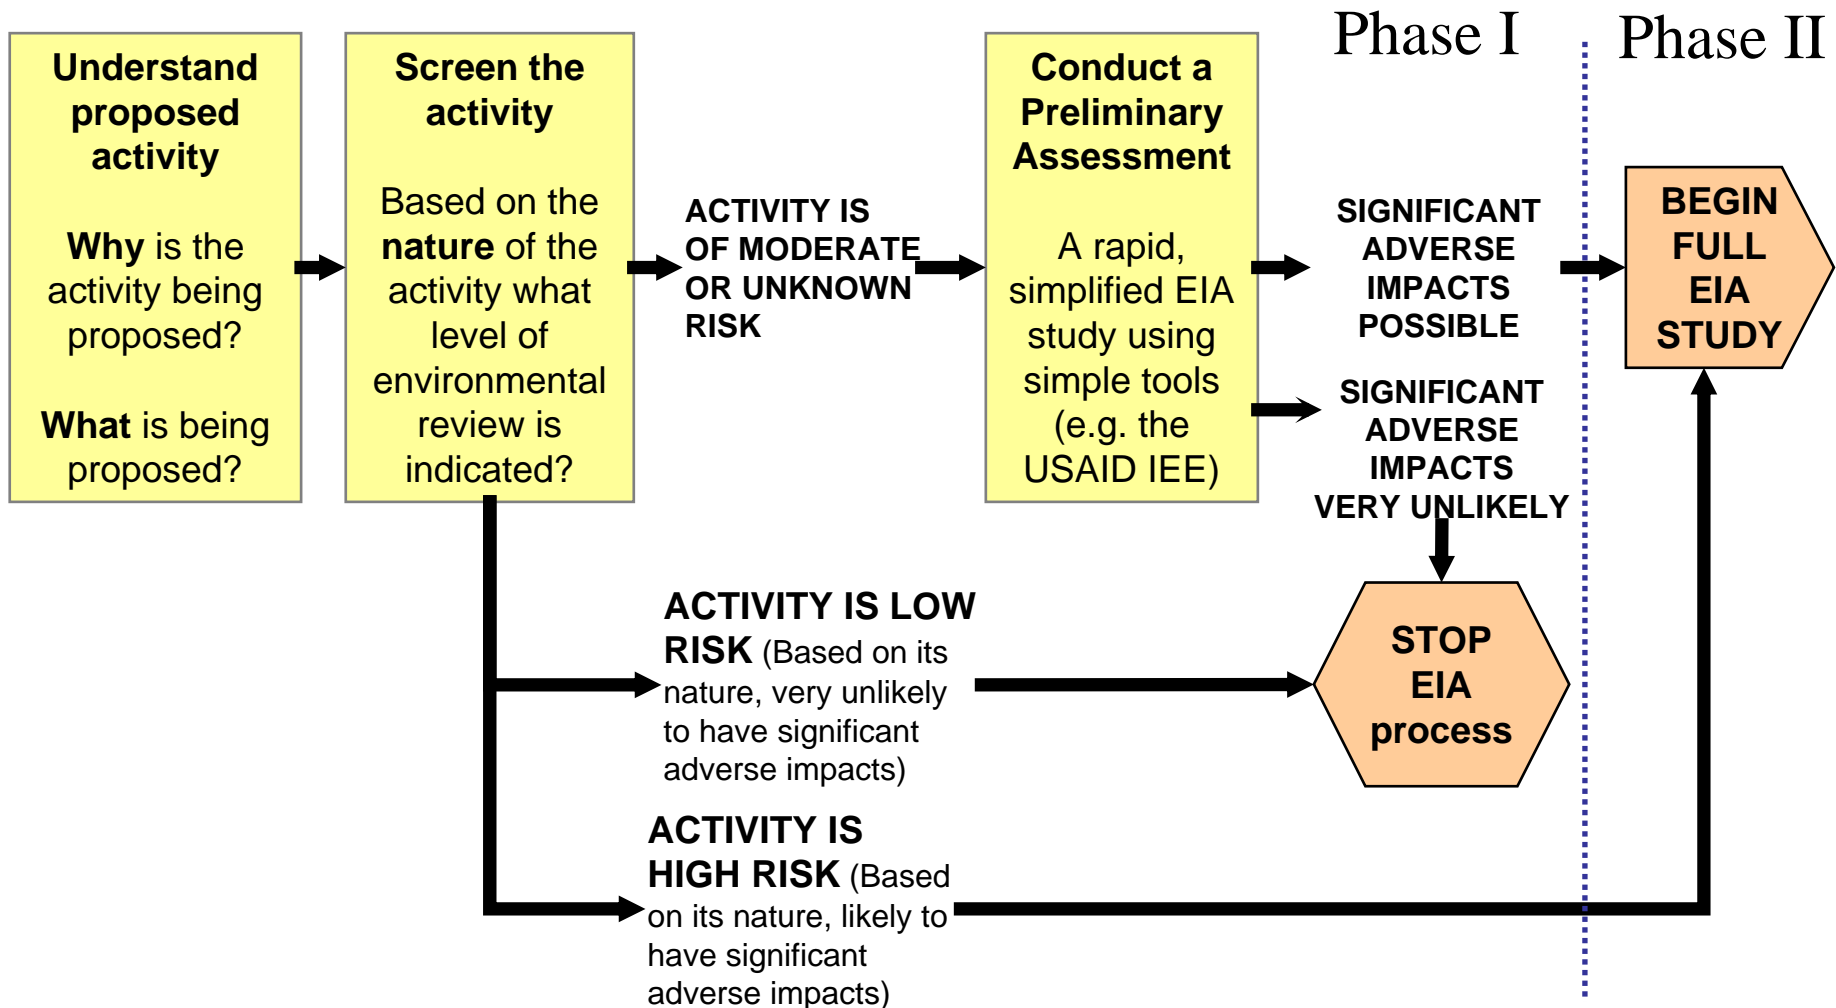 Phase I
Phase II
Understand
proposed
activity
Why is the
activity being
proposed?
What is being
proposed?
Screen the
activity
Based on the
nature of the
activity what
level of
environmental
review is
indicated?
ACTIVITY IS
OF MODERATE
OR UNKNOWN
RISK
Conduct a
Preliminary
Assessment
A rapid,
simplified EIA
study using
simple tools
(e.g. the
USAID IEE)
SIGNIFICANT
ADVERSE
IMPACTS
POSSIBLE
BEGIN
FULL
EIA
STUDY
SIGNIFICANT
ADVERSE
IMPACTS
VERY UNLIKELY
ACTIVITY IS LOW
RISK (Based on its
nature, very unlikely
to have significant
adverse impacts)
STOP
EIA
process
ACTIVITY IS
HIGH RISK (Based
on its nature, likely to
have significant
adverse impacts)